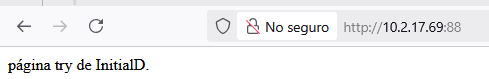 No seguro http://10.2.17.69:88
página try de InitialD.